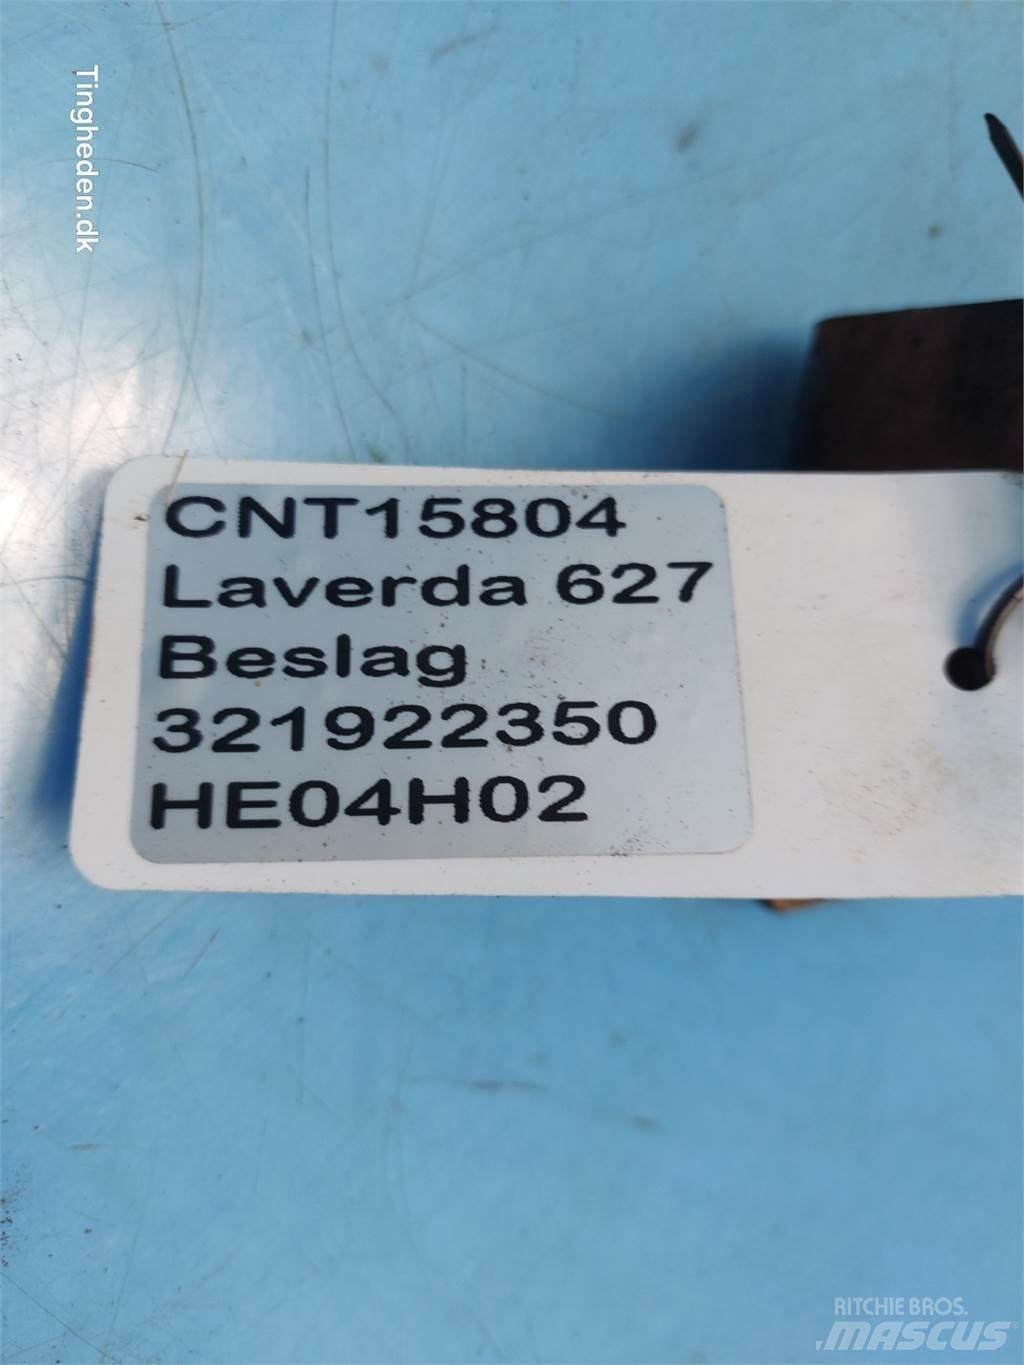 Tingheden.dk
CNT15804
Laverda 627
Beslag
321922350
HE04H02
RITCHIE BROS.
MASCUS